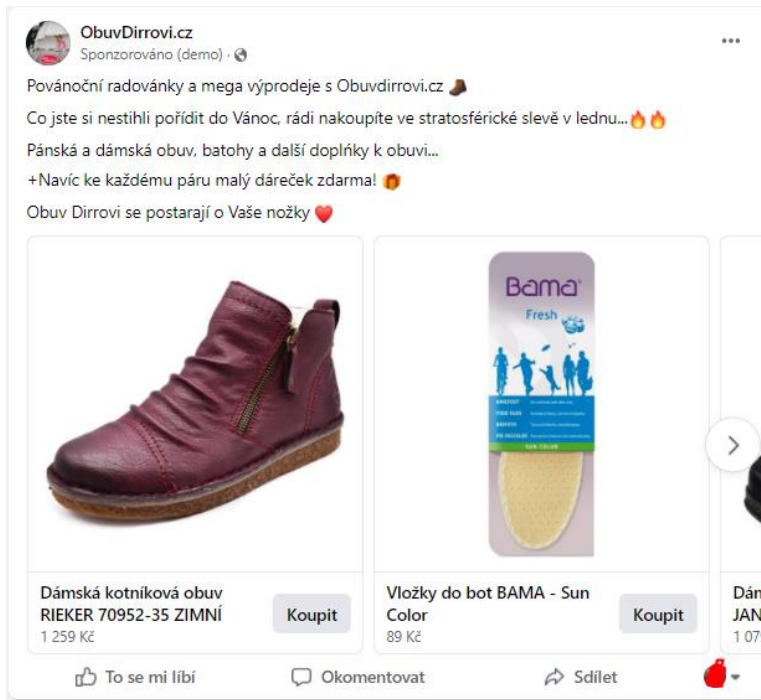 ObuvDirrovi.cz
Sponzorováno (demo) ·
Povánoční radovánky a mega výprodeje s Obuvdirrovi.cz 🥾
Co jste si nestihli pořídit do Vánoc, rádi nakoupíte ve stratosférické slevě v lednu...🔥🔥
Pánská a dámská obuv, batohy a další doplňky k obuvi...
+Navíc ke každému páru malý dáreček zdarma! 🎁
Obuv Dirrovi se postarají o Vaše nožky ❤️
Bama
Fresh
BAREFOOT
SUN COLOR
Dámská kotníková obuv
RIEKER 70952-35 ZIMNÍ
1 259 Kč
Koupit
Vložky do bot BAMA - Sun
Color
89 Kč
Koupit
Dám
JAN
1 079
To se mi líbí
Okomentovat
Sdílet